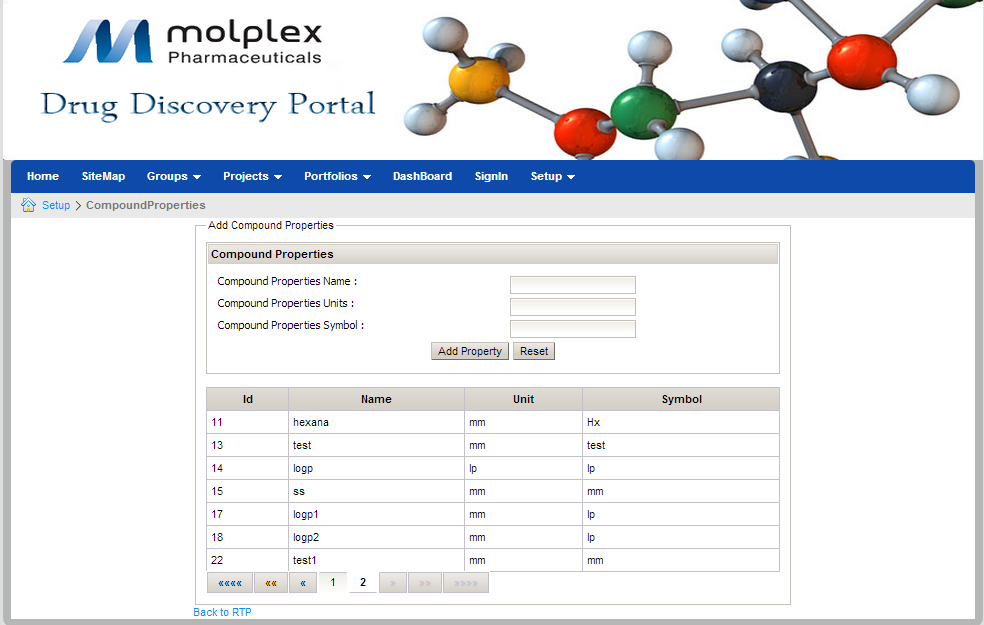 molplex
Pharmaceuticals
Drug Discovery Portal
Home SiteMap Groups Projects Portfolios DashBoard SignIn Setup
Setup > CompoundProperties
Add Compound Properties
Compound Properties
Compound Properties Name :
Compound Properties Units :
Compound Properties Symbol :
Add Property Reset
Id Name Unit Symbol
11 hexana mm Hx
13 test mm test
14 logp lp lp
15 ss mm mm
17 logp1 mm lp
18 logp2 mm lp
22 test1 mm mm
«««« «« « 1 2 » »» »»»»
Back to RTP